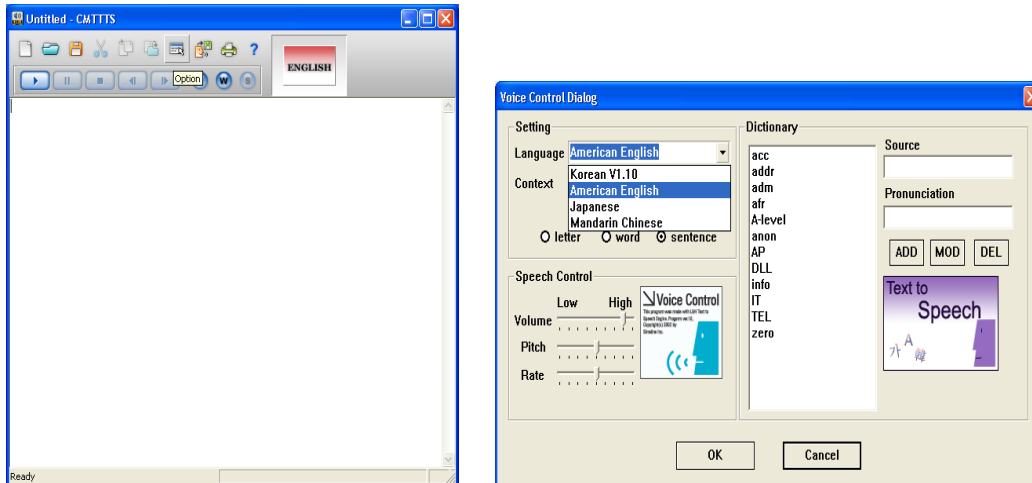 Untitled - CMTTTS
ENGLISH
Option
W
S
Ready
Voice Control Dialog
Setting
Language American English
Korean V1.10
American English
Japanese
Mandarin Chinese
Context
letter word sentence
Speech Control
Low High
Volume
Pitch
Rate
Voice Control
Dictionary
acc
addr
adm
afr
A-level
anon
AP
DLL
info
IT
TEL
zero
Source
Pronunciation
ADD MOD DEL
Text to
Speech
가 A 韓
OK Cancel